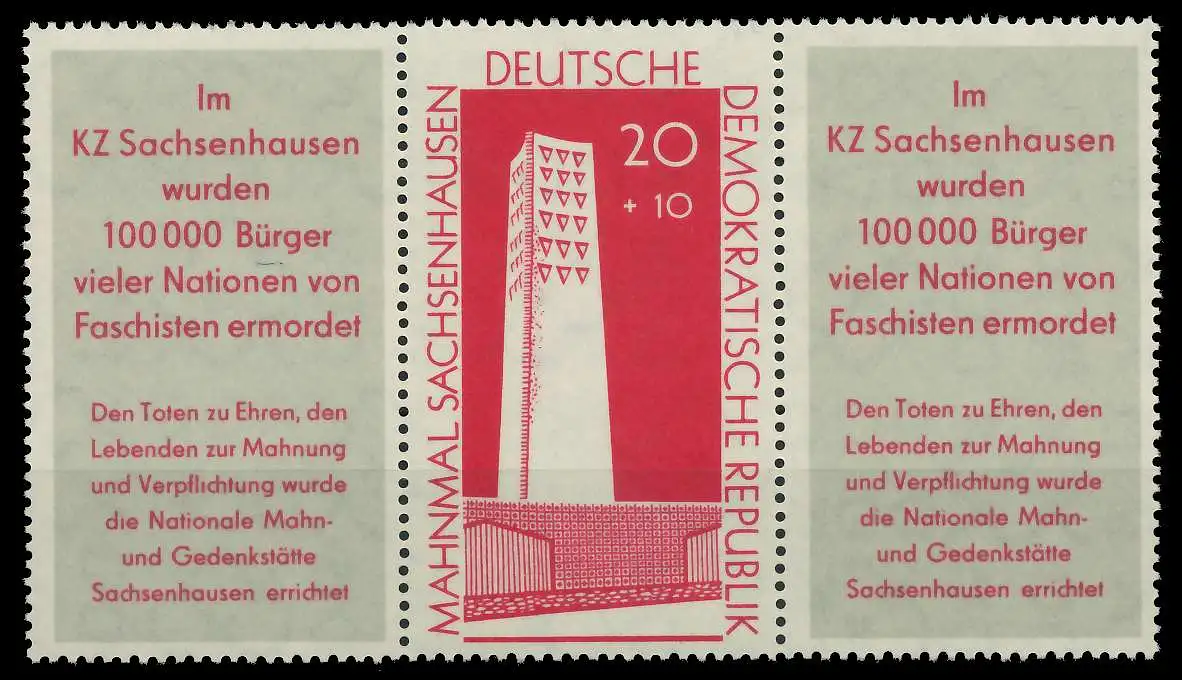 Im
KZ Sachsenhausen
wurden
100 000 Bürger
vieler Nationen von
Faschisten ermordet
Den Toten zu Ehren, den
Lebenden zur Mahnung
und Verpflichtung wurde
die Nationale Mahn-
und Gedenkstätte
Sachsenhausen errichtet
MAHNMAL SACHSENHAUSEN
DEUTSCHE
DEMOKRATISCHE REPUBLIK
20
+ 10
Im
KZ Sachsenhausen
wurden
100 000 Bürger
vieler Nationen von
Faschisten ermordet
Den Toten zu Ehren, den
Lebenden zur Mahnung
und Verpflichtung wurde
die Nationale Mahn-
und Gedenkstätte
Sachsenhausen errichtet